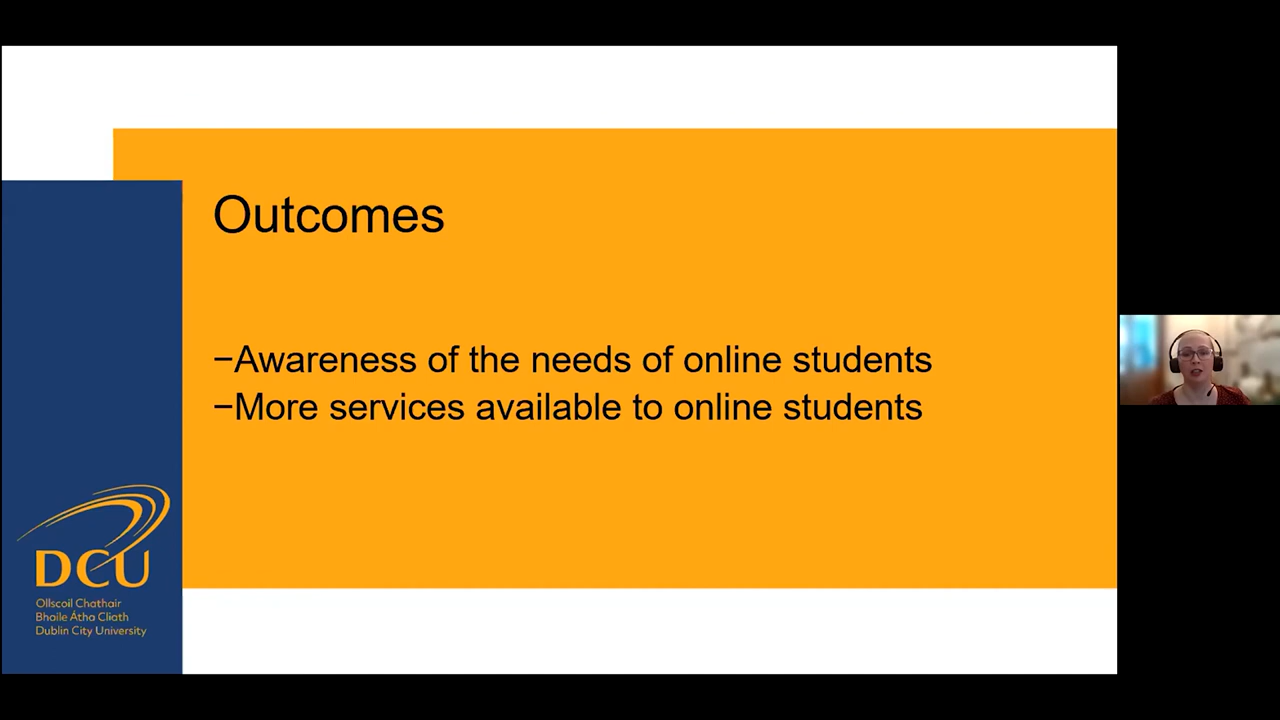 Outcomes
−Awareness of the needs of online students
−More services available to online students
DCU
Ollscoil Chathair
Bhaile Átha Cliath
Dublin City University